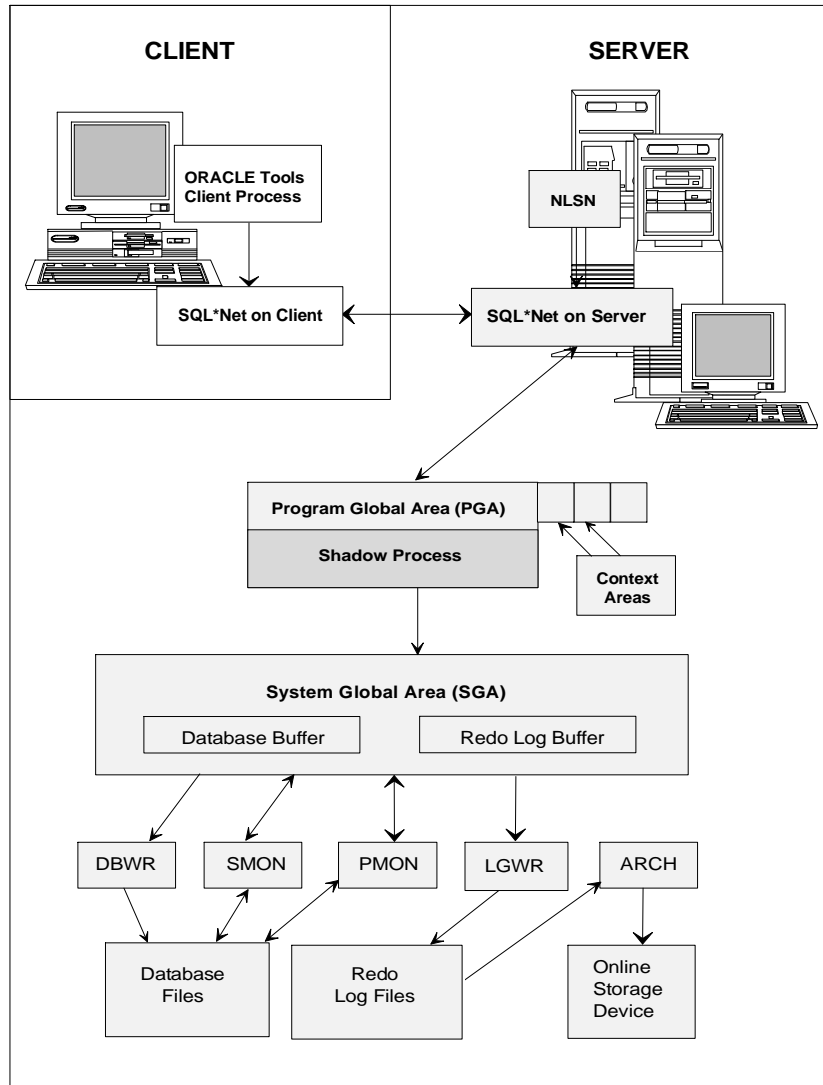 CLIENT
SERVER
ORACLE Tools
Client Process
NLSN
SQL*Net on Client
SQL*Net on Server
Program Global Area (PGA)
Shadow Process
Context
Areas
System Global Area (SGA)
Database Buffer
Redo Log Buffer
DBWR
SMON
PMON
LGWR
ARCH
Database
Files
Redo
Log Files
Online
Storage
Device